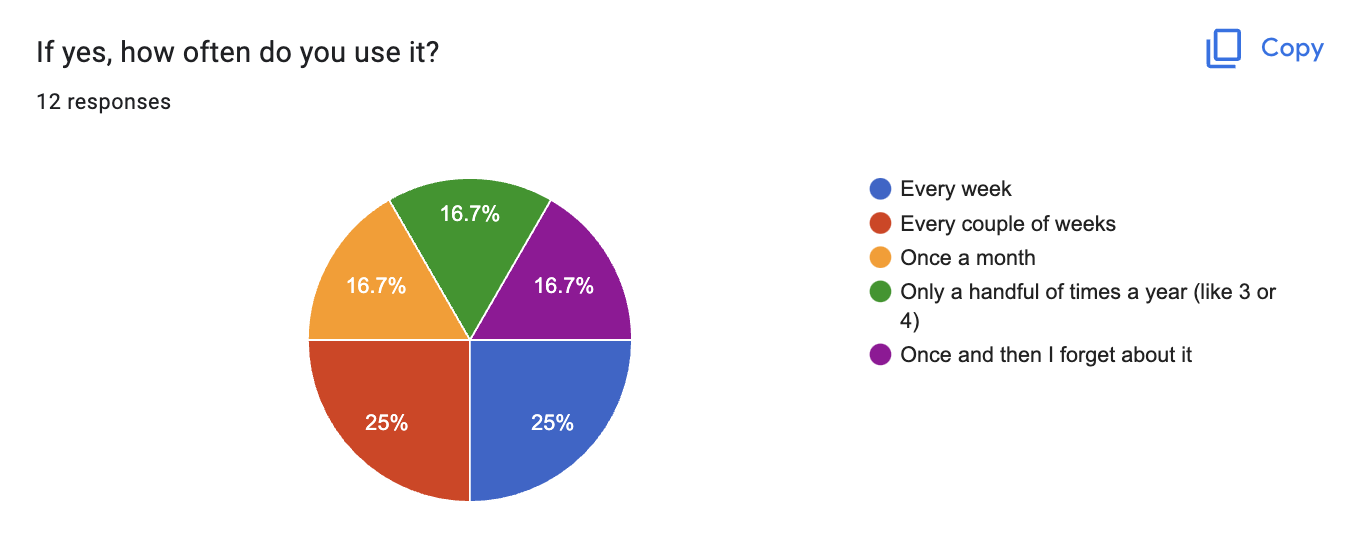 If yes, how often do you use it?
Copy
12 responses
16.7%
16.7%
16.7%
25%
25%
Every week
Every couple of weeks
Once a month
Only a handful of times a year (like 3 or
4)
Once and then I forget about it